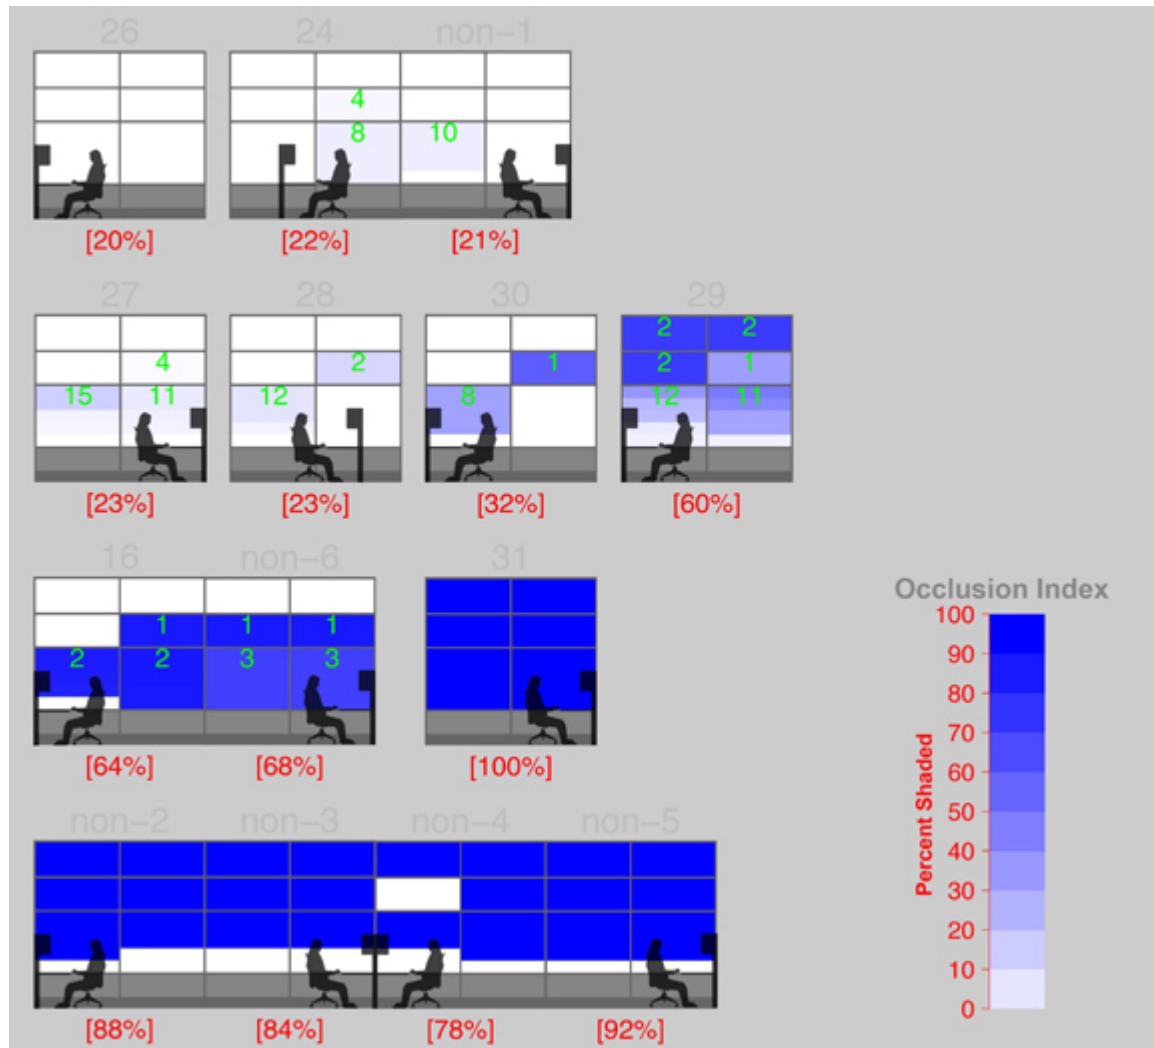 26 24 non-1
4
8 10
[20%] [22%] [21%]
27 28 30 29
2 2
4 2 1 2 1
15 11 12 8 12 11
[23%] [23%] [32%] [60%]
16 non-6 31
1 1 1
2 2 3 3
[64%] [68%] [100%]
non-2 non-3 non-4 non-5
[88%] [84%] [78%] [92%]
Occlusion Index
Percent Shaded
100
90
80
70
60
50
40
30
20
10
0